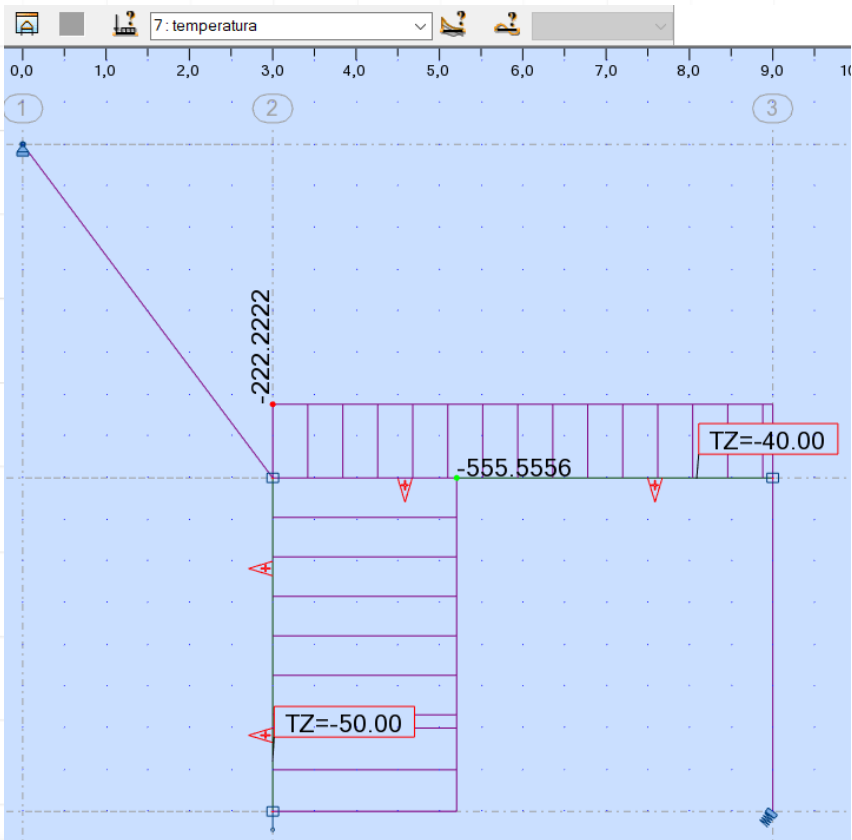 7 : temperatura
0,0 1,0 2,0 3,0 4,0 5,0 6,0 7,0 8,0 9,0 10
1 2 3
-222.2222
TZ=-40.00
-555.5556
TZ=-50.00